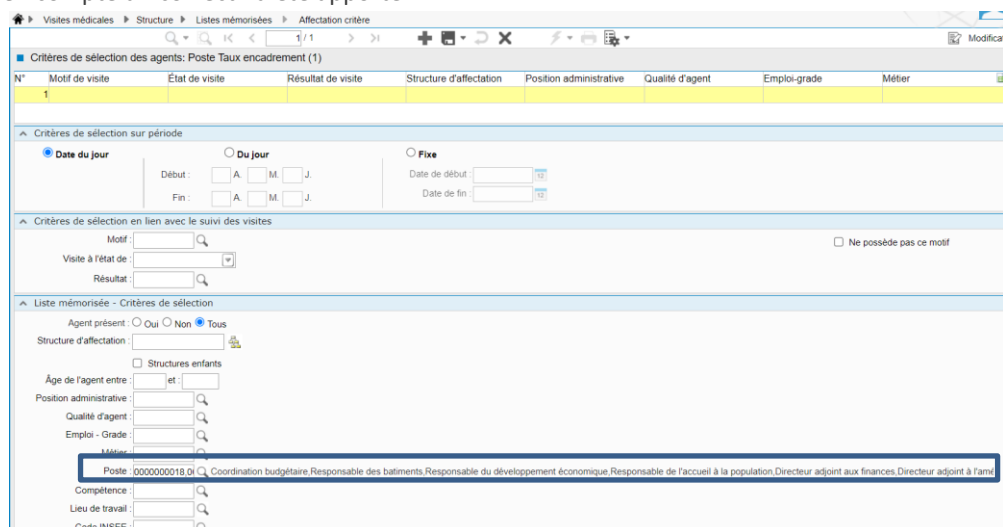 Visites médicales Structure Listes mémorisées Affectation critère
1 / 1 Modifica
Critères de sélection des agents: Poste Taux encadrement (1)
N° Motif de visite État de visite Résultat de visite Structure d'affectation Position administrative Qualité d'agent Emploi-grade Métier
1
Critères de sélection sur période
Date du jour Du jour Fixe
Début : A. M. J. Date de début : 12
Fin : A. M. J. Date de fin : 12
Critères de sélection en lien avec le suivi des visites
Motif : Ne possède pas ce motif
Visite à l'état de :
Résultat :
Liste mémorisée - Critères de sélection
Agent présent : Oui Non Tous
Structure d'affectation :
Structures enfants
Âge de l'agent entre : et :
Position administrative :
Qualité d'agent :
Emploi - Grade :
Métier :
Poste : 0000000018,0 Coordination budgétaire,Responsable des batiments,Responsable du développement économique,Responsable de l'accueil à la population,Directeur adjoint aux finances,Directeur adjoint à l'amé
Compétence :
Lieu de travail :
Code INSEE :